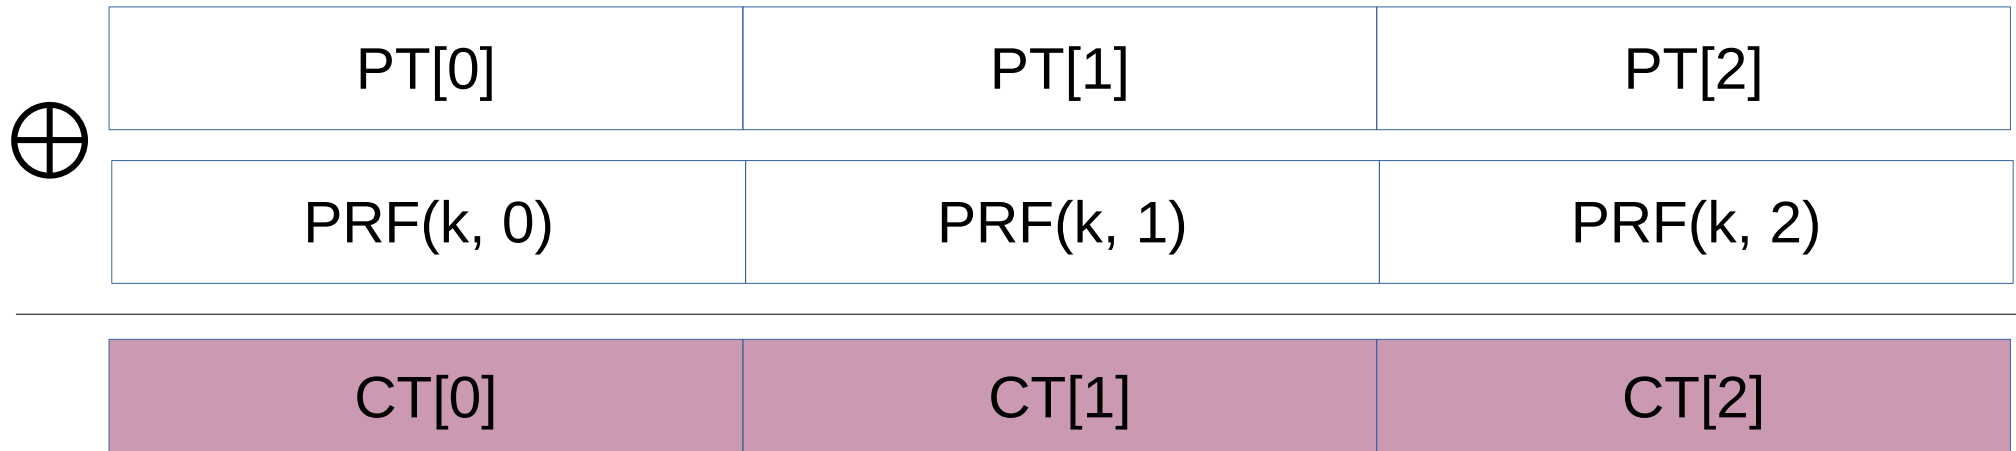 PT[0] PT[1] PT[2]
⊕
PRF(k, 0) PRF(k, 1) PRF(k, 2)
CT[0] CT[1] CT[2]